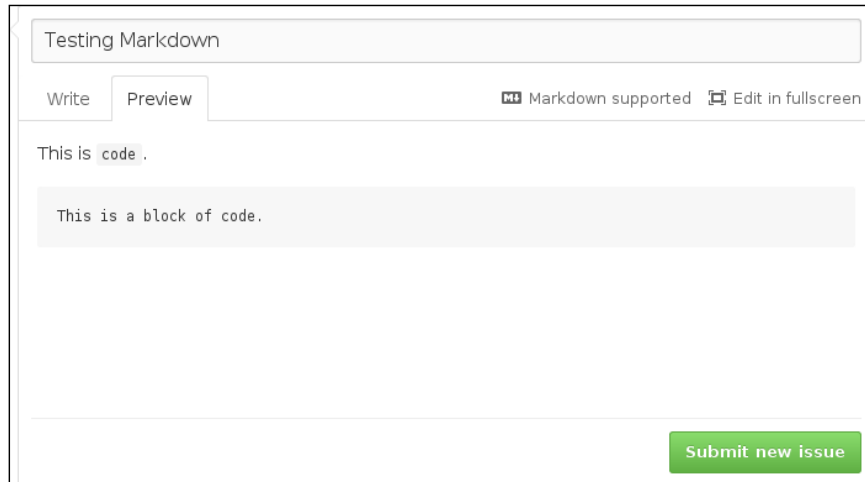 Testing Markdown
Write Preview Markdown supported Edit in fullscreen
This is code.
This is a block of code.
Submit new issue